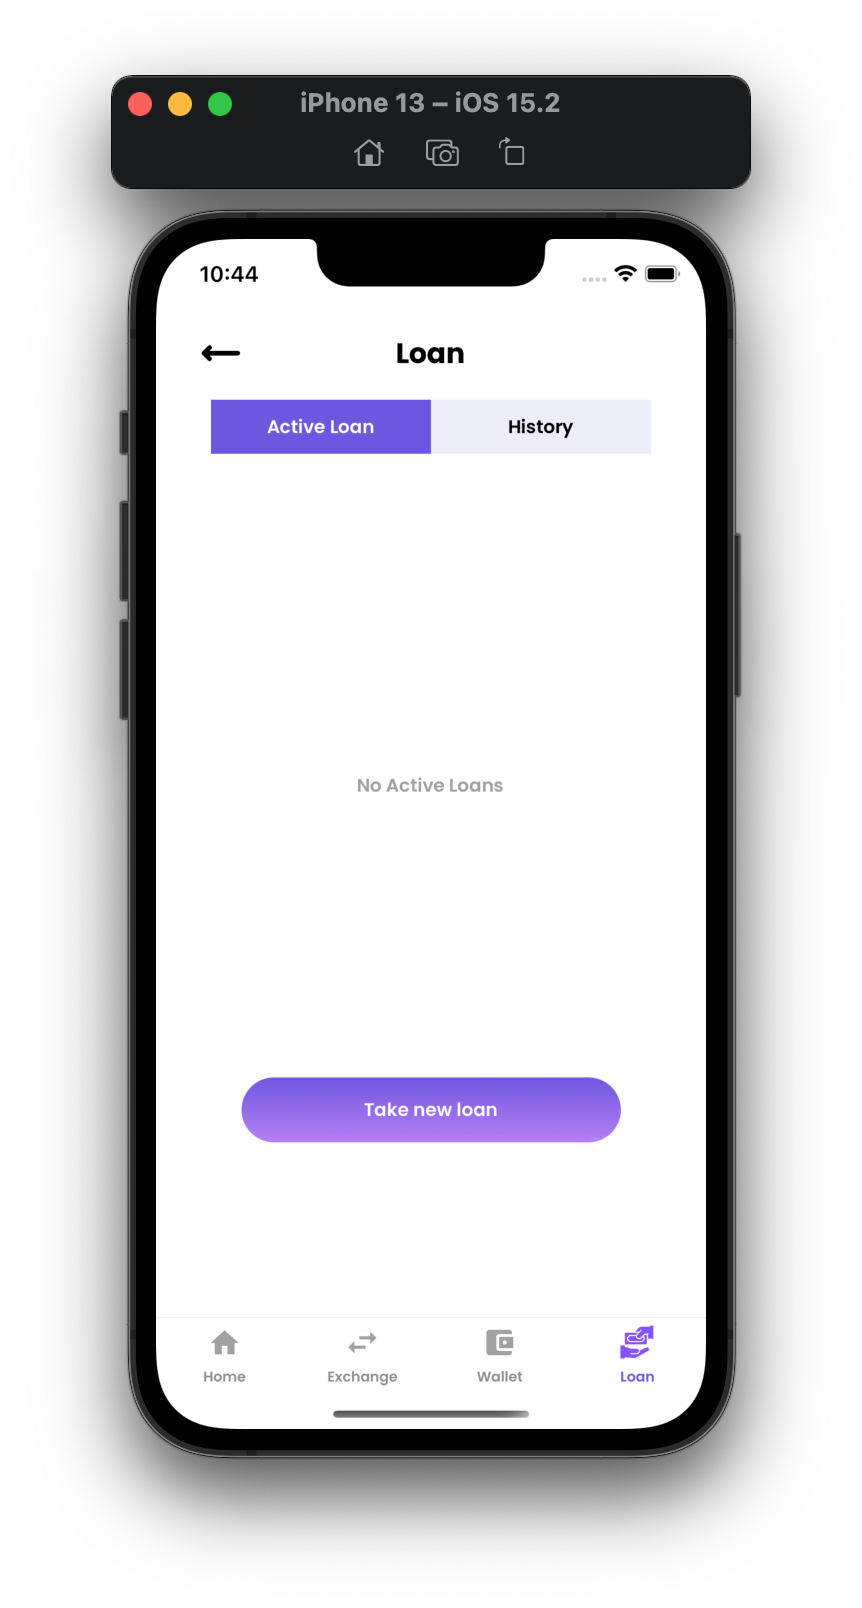 iPhone 13 – iOS 15.2
10:44
Loan
Active Loan
History
No Active Loans
Take new loan
Home
Exchange
Wallet
Loan